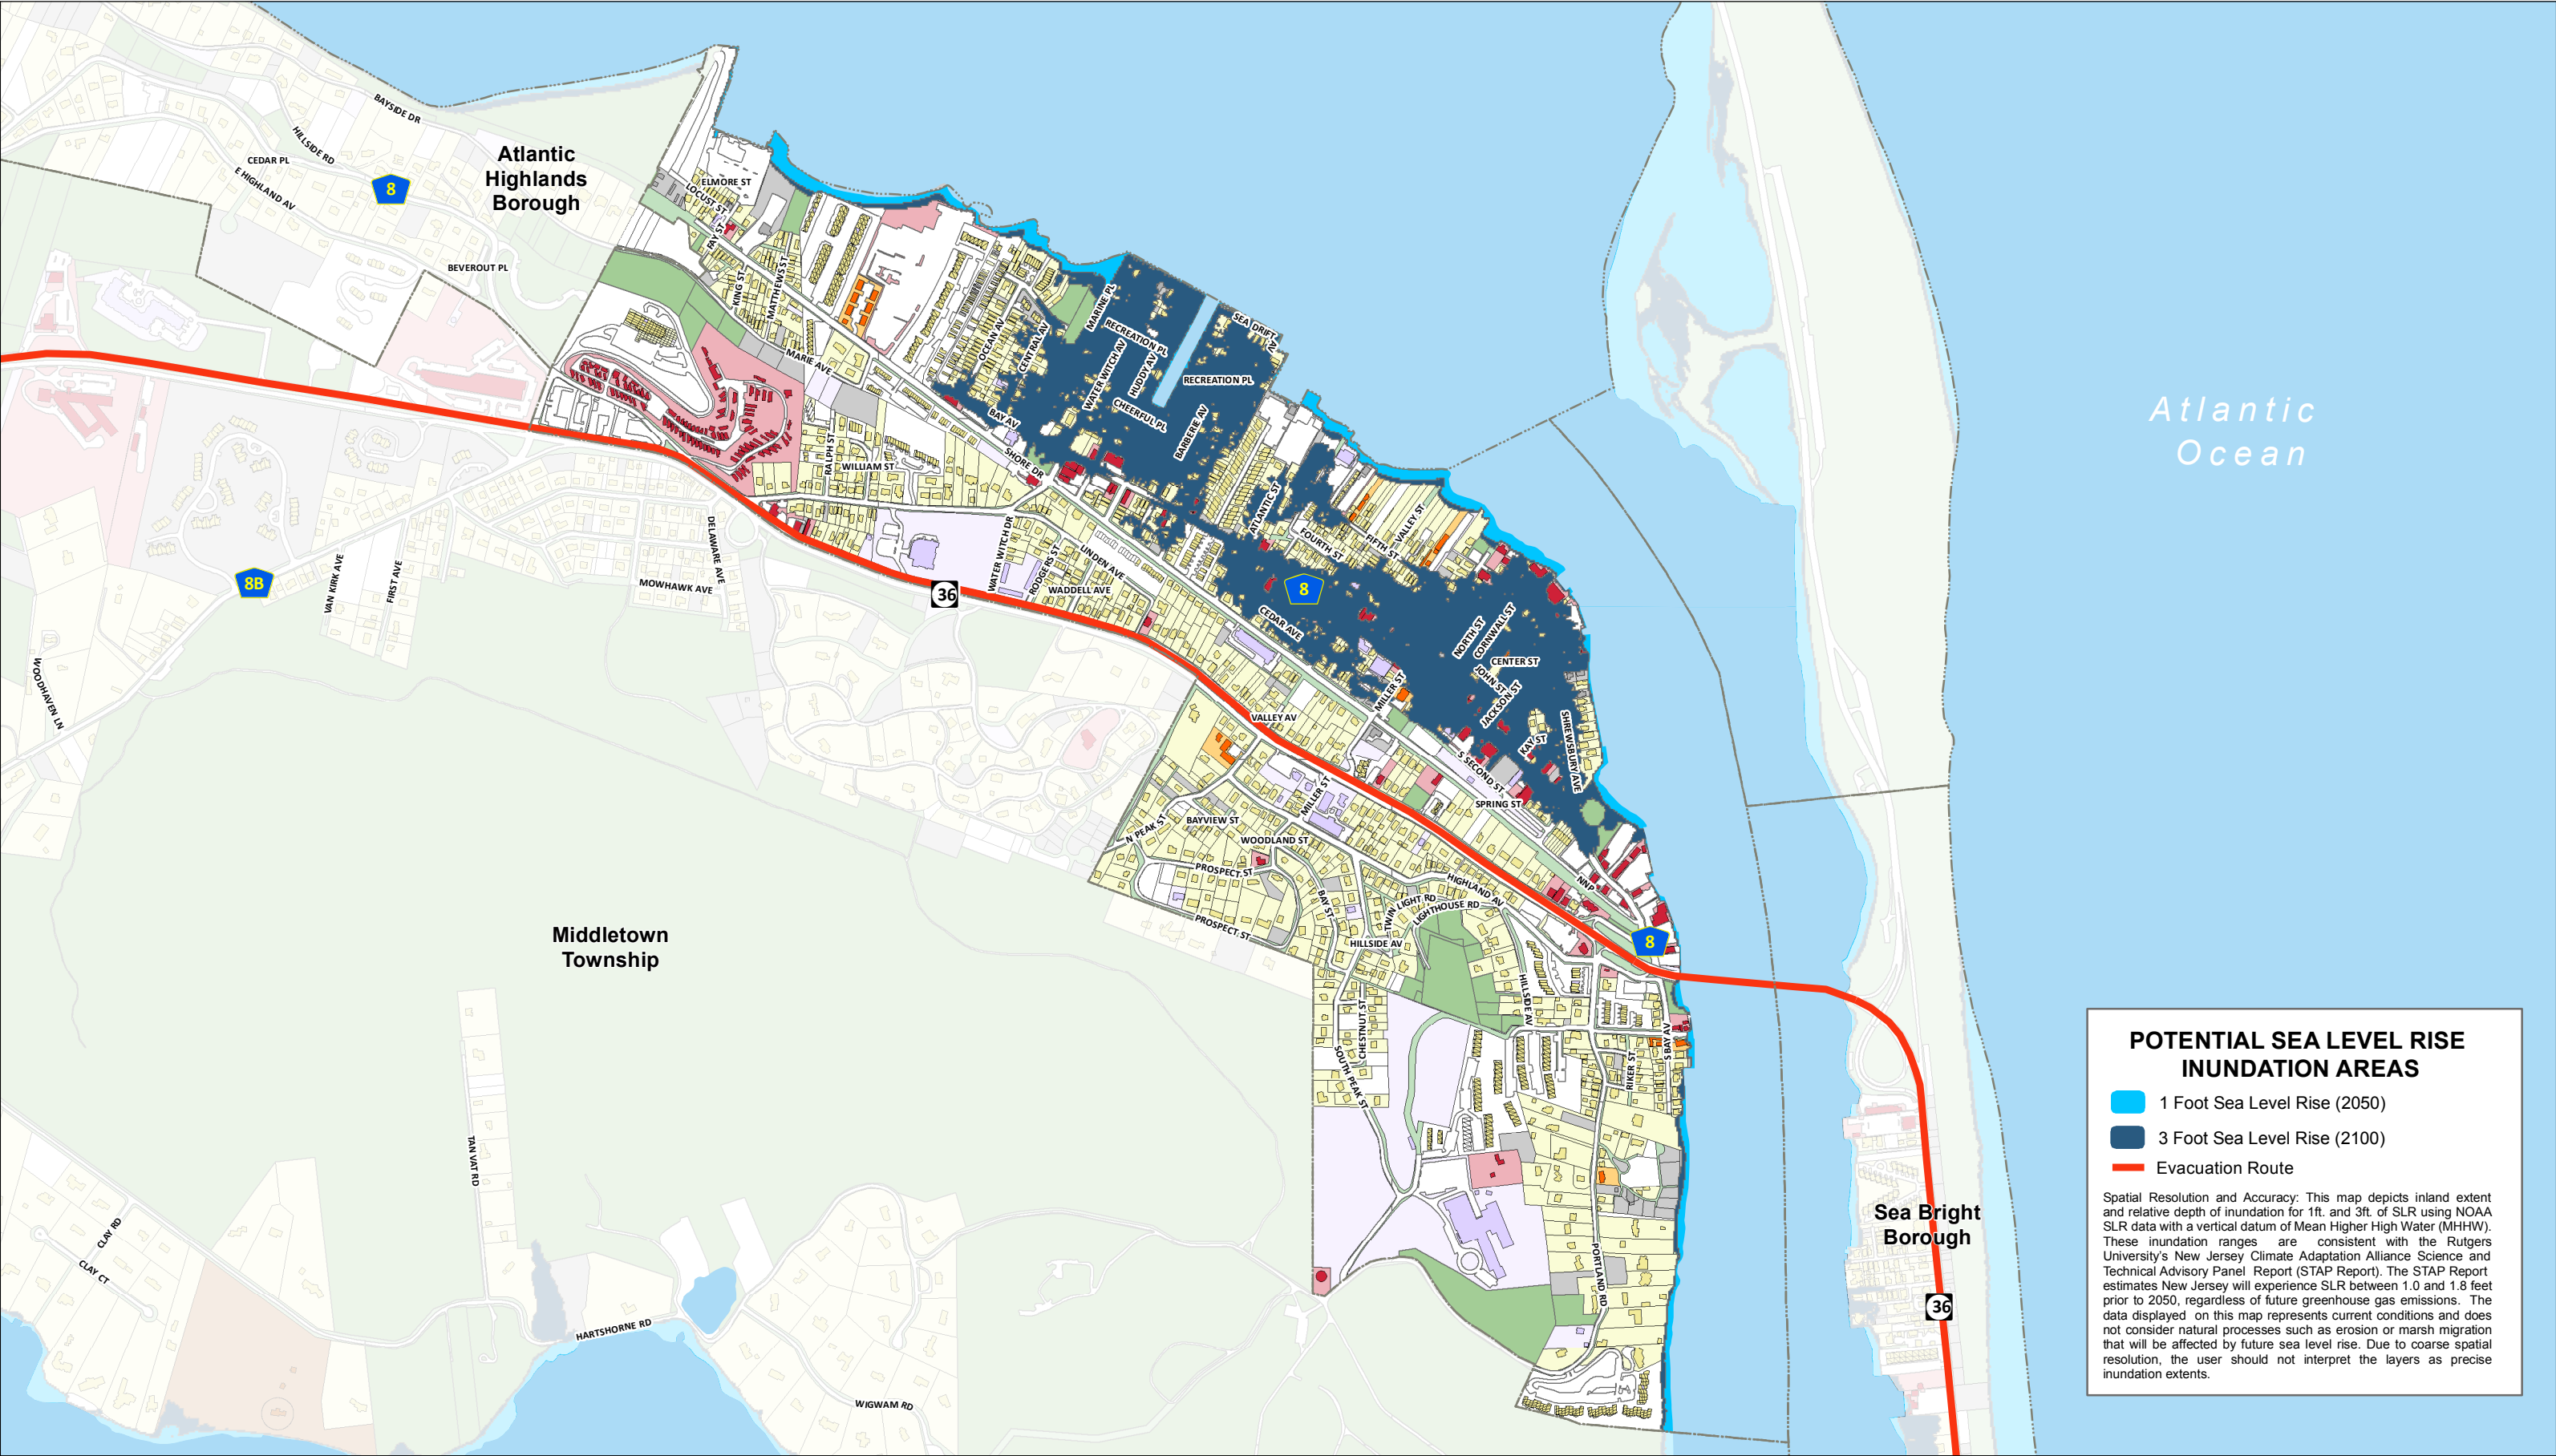 BAYSIDE DR
HILLSIDE RD
CEDAR PL
E HIGHLAND AV
8
Atlantic
Highlands
Borough
BEVEROUT PL
ELMORE ST
LOCUST ST
FAY ST
KING ST
MATTHEWS ST
MARIE AVE
OCEAN AV
CENTRAL AV
MARINE PL
RECREATION PL
WATER WITCH AV
HUDDY AV
CHEERFUL PL
SEA DRIFT AV
RECREATION PL
BARBERIE AV
BAY AV
SHORE DR
RALPH ST
WILLIAM ST
Atlantic
Ocean
ATLANTIC ST
FOURTH ST
FIFTH ST
VALLEY ST
8B
VAN KIRK AVE
FIRST AVE
DELAWARE AVE
MOWHAWK AVE
36
WATER WITCH DR
RODGERS ST
LINDEN AVE
WADDELL AVE
8
CEDAR AVE
NORTH ST
CORNWALL ST
CENTER ST
JOHN ST
JACKSON ST
KAY ST
SHREWSBURY AVE
WOODHAVEN LN
MILLER ST
VALLEY AV
S SECOND ST
SPRING ST
MILLER ST
N PEAK ST
BAYVIEW ST
WOODLAND ST
PROSPECT ST
PROSPECT ST
BAY ST
TWIN LIGHT RD
LIGHTHOUSE RD
HIGHLAND AV
NNP
HILLSIDE AV
8
Middletown
Township
HILLSIDE AV
CHESTNUT ST
SOUTH PEAK ST
RIKER ST
S BAY AV
PORTLAND RD
TAN VAT RD
CLAY RD
CLAY CT
HARTSHORNE RD
WIGWAM RD
Sea Bright
Borough
36
POTENTIAL SEA LEVEL RISE
INUNDATION AREAS
1 Foot Sea Level Rise (2050)
3 Foot Sea Level Rise (2100)
Evacuation Route
Spatial Resolution and Accuracy: This map depicts inland extent
and relative depth of inundation for 1ft. and 3ft. of SLR using NOAA
SLR data with a vertical datum of Mean Higher High Water (MHHW).
These inundation ranges are consistent with the Rutgers
University's New Jersey Climate Adaptation Alliance Science and
Technical Advisory Panel Report (STAP Report). The STAP Report
estimates New Jersey will experience SLR between 1.0 and 1.8 feet
prior to 2050, regardless of future greenhouse gas emissions. The
data displayed on this map represents current conditions and does
not consider natural processes such as erosion or marsh migration
that will be affected by future sea level rise. Due to coarse spatial
resolution, the user should not interpret the layers as precise
inundation extents.